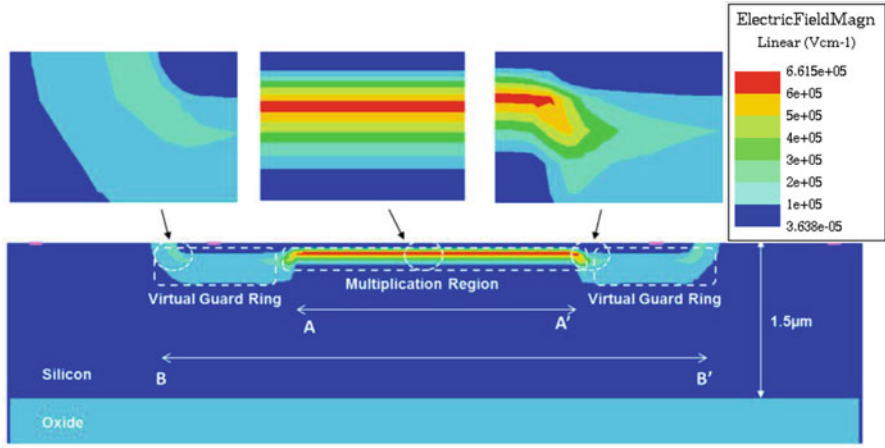 ElectricFieldMagn
Linear (Vcm-1)
6.615e+05
6e+05
5e+05
4e+05
3e+05
2e+05
1e+05
3.638e-05
Virtual Guard Ring
Multiplication Region
Virtual Guard Ring
A
A'
1.5μm
B
B'
Silicon
Oxide